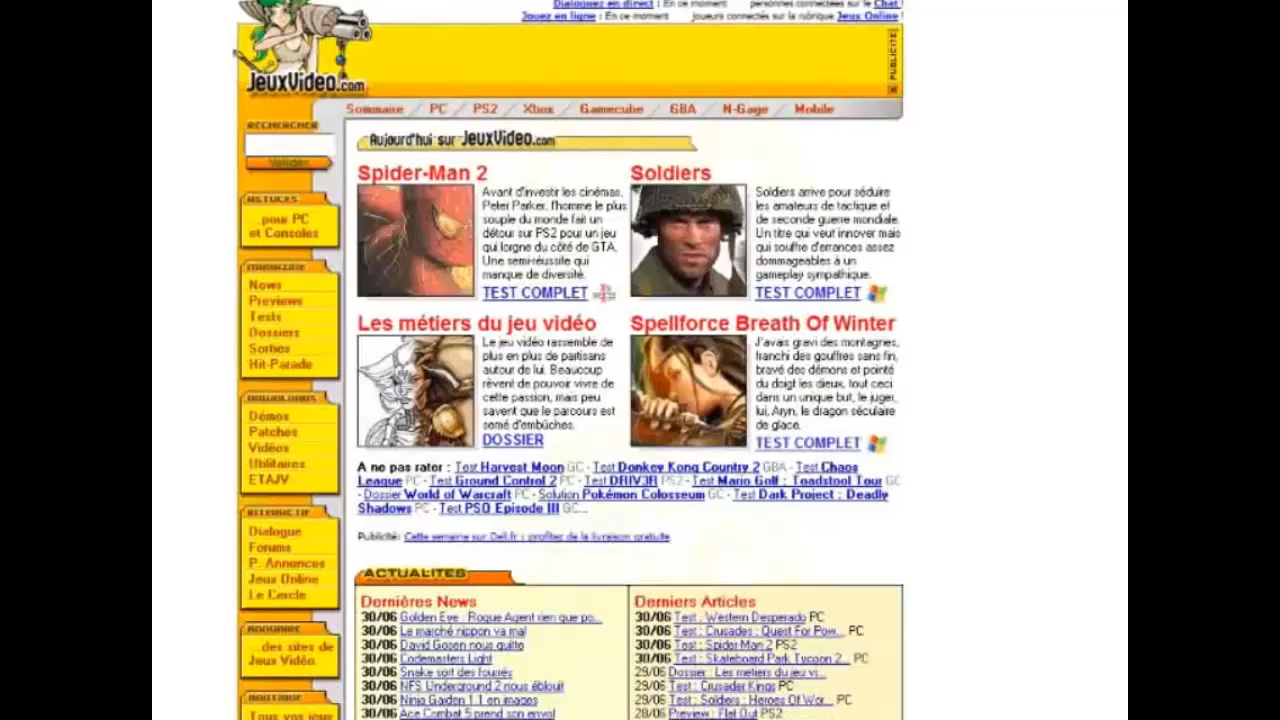 Dialoguez en direct : En ce moment personnes connectées sur le Chat !
Jouez en ligne : En ce moment joueurs connectés sur la rubrique Jeux Online !
PUBLICITÉ
JEUXVIDEO.com
Sommaire PC PS2 Xbox Gamecube GBA N-Gage Mobile
RECHERCHER
Valider
Aujourd'hui sur JEUXVIDEO.com
ASTUCES
...pour PC
et Consoles
MAGAZINE
News
Previews
Tests
Dossiers
Sorties
Hit-Parade
DOWNLOADS
Démos
Patches
Vidéos
Utilitaires
ETAJV
INTERACTIF
Dialogue
Forums
P. Annonces
Jeux Online
Le Cercle
ANNUAIRE
...des sites de
Jeux Vidéo
BOUTIQUE
Tous vos jeux
Spider-Man 2
Avant d'investir les cinémas,
Peter Parker, l'homme le plus
souple du monde fait un
détour sur PS2 pour un jeu
qui lorgne du côté de GTA.
Une semi-réussite qui
manque de diversité.
TEST COMPLET
Soldiers
Soldiers arrive pour séduire
les amateurs de tactique et
de seconde guerre mondiale.
Un titre qui veut innover mais
qui souffre d'errances assez
dommageables à un
gameplay sympathique.
TEST COMPLET
Les métiers du jeu vidéo
Le jeu vidéo rassemble de
plus en plus de partisans
autour de lui. Beaucoup
rêvent de pouvoir vivre de
cette passion, mais peu
savent que le parcours est
semé d'embûches.
DOSSIER
Spellforce Breath Of Winter
J'avais gravi des montagnes,
franchi des gouffres sans fin,
bravé des démons et pointé
du doigt les dieux, tout ceci
dans un unique but, le juger,
lui, Aryn, le dragon séculaire
de glace.
TEST COMPLET
A ne pas rater : Test Harvest Moon GC - Test Donkey Kong Country 2 GBA - Test Chaos
League PC - Test Ground Control 2 PC - Test DRIV3R PS2 - Test Mario Golf : Toadstool Tour GC
- Dossier World of Warcraft PC - Solution Pokémon Colosseum GC - Test Dark Project : Deadly
Shadows PC - Test PSO Episode III GC...
Publicité: Cette semaine sur Dell.fr : profitez de la livraison gratuite
ACTUALITES
Dernières News
30/06 Golden Eye : Rogue Agent rien que po...
30/06 Le marché nippon va mal
30/06 David Gosen nous quitte
30/06 Codemasters Light
30/06 Snake sort des fourrés
30/06 NFS Underground 2 nous éblouit
30/06 Ninja Gaiden 1.1 en images
30/06 Ace Combat 5 prend son envol
Derniers Articles
30/06 Test : Western Desperado PC
30/06 Test : Crusades : Quest For Pow... PC
30/06 Test : Spider-Man 2 PS2
30/06 Test : Skateboard Park Tycoon 2... PC
29/06 Dossier : Les métiers du jeu vi...
29/06 Test : Crusader Kings PC
29/06 Test : Soldiers : Heroes Of Wor... PC
28/06 Preview : Flat Out PS2